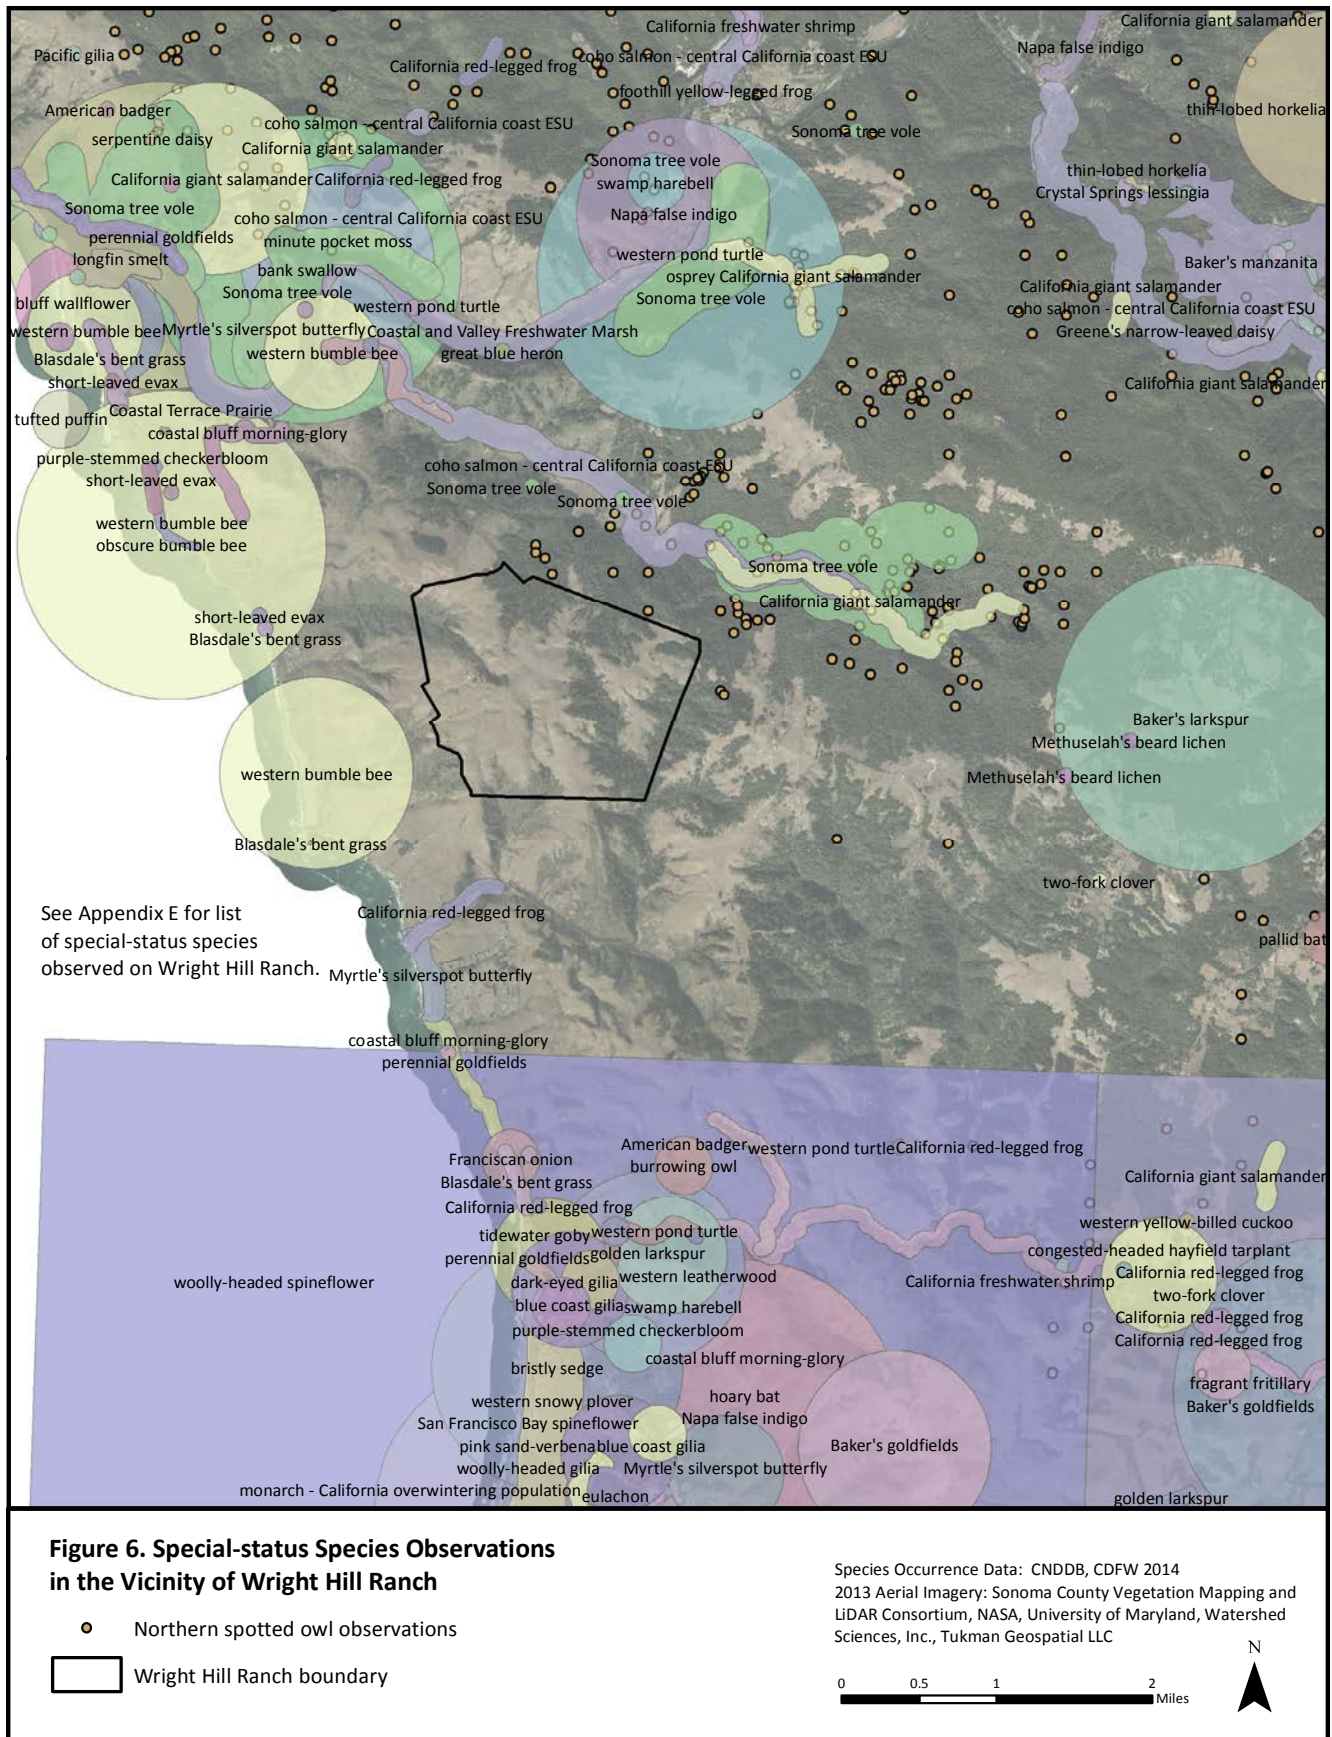 California freshwater shrimp
California giant salamander
Pacific gilia
Napa false indigo
California red-legged frog
coho salmon - central California coast ESU
foothill yellow-legged frog
American badger
thin-lobed horkelia
serpentine daisy
coho salmon - central California coast ESU
Sonoma tree vole
California giant salamander
Sonoma tree vole
California giant salamander
California red-legged frog
swamp harebell
thin-lobed horkelia
Crystal Springs lessingia
Sonoma tree vole
coho salmon - central California coast ESU
Napa false indigo
perennial goldfields
minute pocket moss
longfin smelt
western pond turtle
Baker's manzanita
bank swallow
osprey
California giant salamander
Sonoma tree vole
Sonoma tree vole
California giant salamander
bluff wallflower
western pond turtle
coho salmon - central California coast ESU
western bumble bee
Myrtle's silverspot butterfly
Coastal and Valley Freshwater Marsh
Greene's narrow-leaved daisy
Blasdale's bent grass
western bumble bee
great blue heron
short-leaved evax
California giant salamander
tufted puffin
Coastal Terrace Prairie
coastal bluff morning-glory
purple-stemmed checkerbloom
short-leaved evax
coho salmon - central California coast ESU
Sonoma tree vole
Sonoma tree vole
western bumble bee
obscure bumble bee
Sonoma tree vole
California giant salamander
short-leaved evax
Blasdale's bent grass
Baker's larkspur
Methuselah's beard lichen
Methuselah's beard lichen
western bumble bee
Blasdale's bent grass
two-fork clover
See Appendix E for list
of special-status species
observed on Wright Hill Ranch.
California red-legged frog
pallid bat
Myrtle's silverspot butterfly
coastal bluff morning-glory
perennial goldfields
Franciscan onion
Blasdale's bent grass
American badger
burrowing owl
western pond turtle
California red-legged frog
California giant salamander
California red-legged frog
tidewater goby
western pond turtle
western yellow-billed cuckoo
perennial goldfields
golden larkspur
congested-headed hayfield tarplant
woolly-headed spineflower
dark-eyed gilia
western leatherwood
California freshwater shrimp
California red-legged frog
two-fork clover
blue coast gilia
swamp harebell
California red-legged frog
purple-stemmed checkerbloom
California red-legged frog
bristly sedge
coastal bluff morning-glory
fragrant fritillary
Baker's goldfields
western snowy plover
hoary bat
San Francisco Bay spineflower
Napa false indigo
pink sand-verbena
blue coast gilia
Baker's goldfields
woolly-headed gilia
Myrtle's silverspot butterfly
monarch - California overwintering population
eulachon
golden larkspur
Figure 6. Special-status Species Observations
in the Vicinity of Wright Hill Ranch
Northern spotted owl observations
Wright Hill Ranch boundary
Species Occurrence Data: CNDDB, CDFW 2014
2013 Aerial Imagery: Sonoma County Vegetation Mapping and
LiDAR Consortium, NASA, University of Maryland, Watershed
Sciences, Inc., Tukman Geospatial LLC
N
0 0.5 1 2
Miles